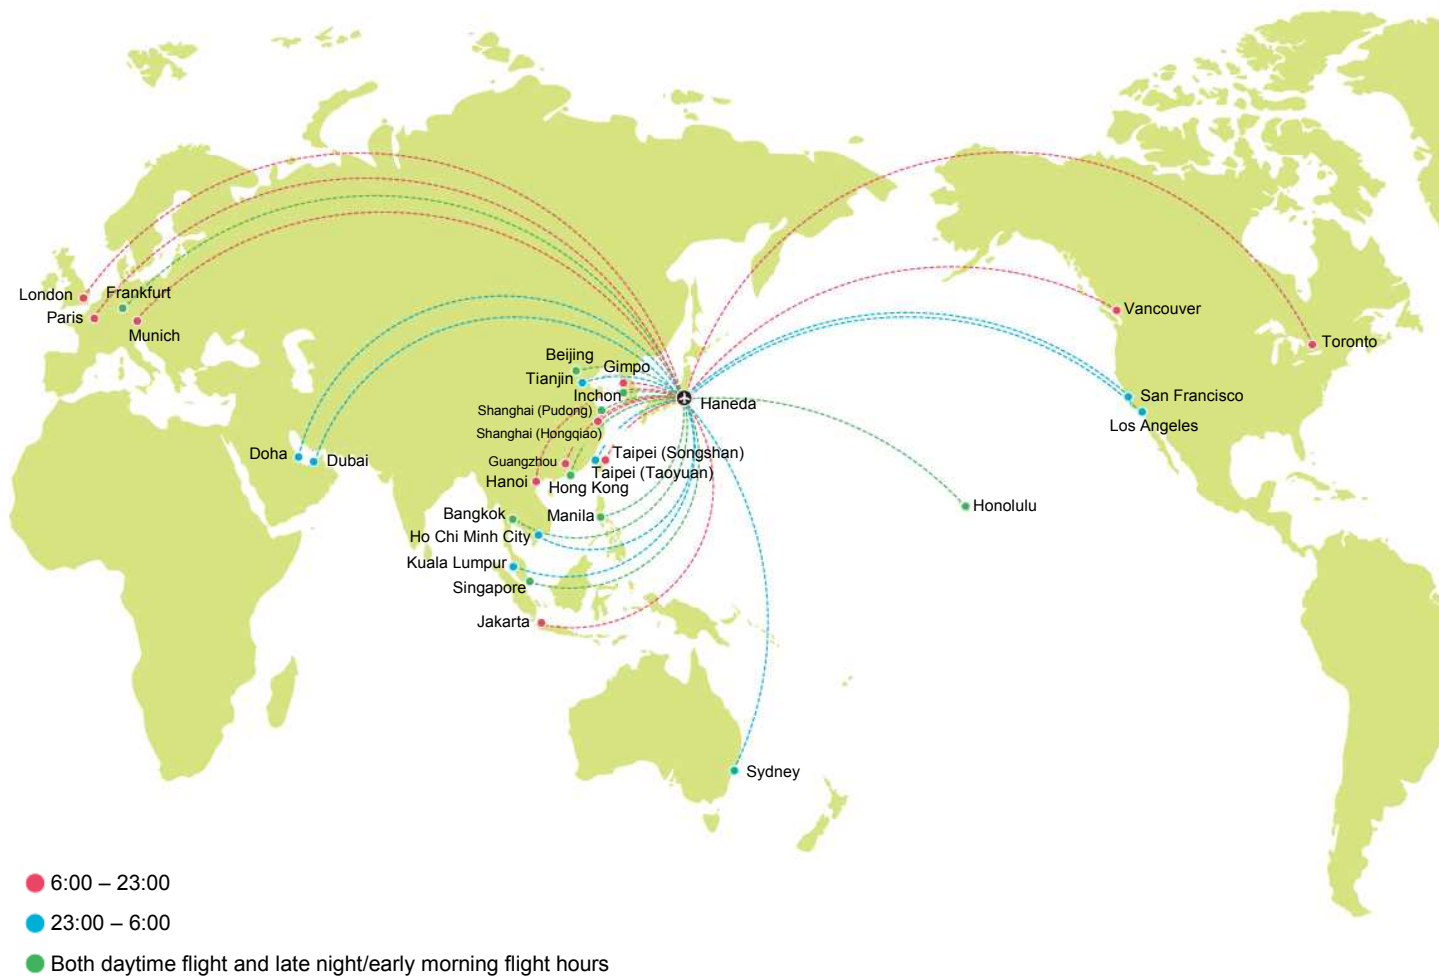 London
Frankfurt
Paris
Munich
Vancouver
Toronto
Beijing
Gimpo
Tianjin
Inchon
San Francisco
Haneda
Shanghai (Pudong)
Los Angeles
Shanghai (Hongqiao)
Doha
Dubai
Taipei (Songshan)
Guangzhou
Taipei (Taoyuan)
Hanoi
Hong Kong
Honolulu
Bangkok
Manila
Ho Chi Minh City
Kuala Lumpur
Singapore
Jakarta
Sydney
6:00 – 23:00
23:00 – 6:00
Both daytime flight and late night/early morning flight hours